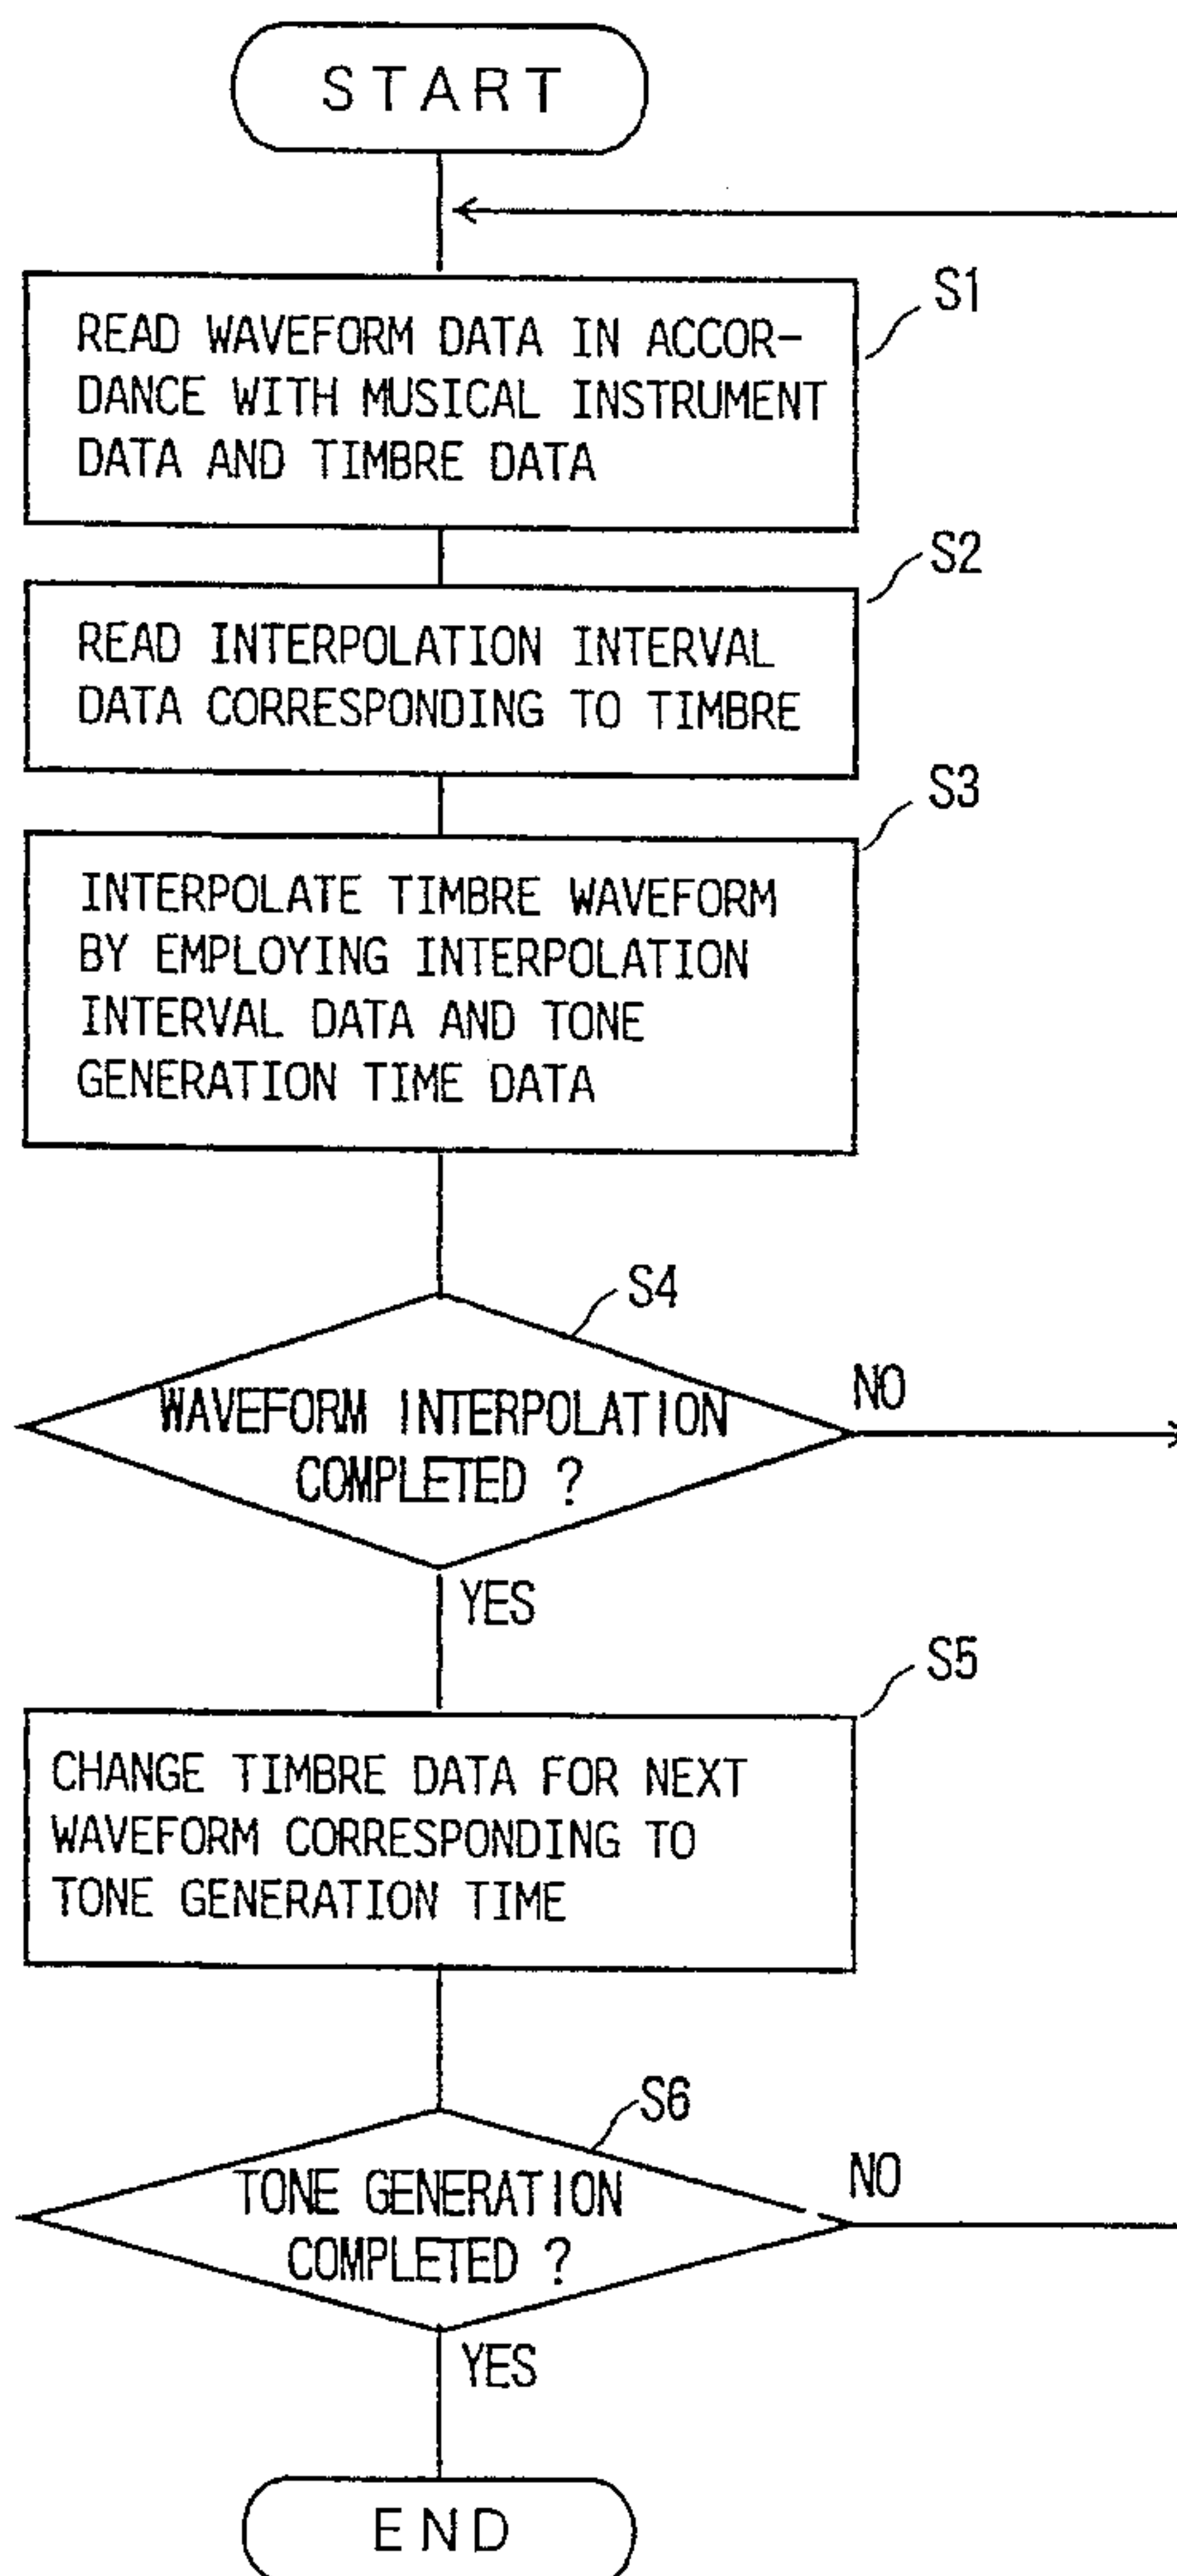 START
S1
READ WAVEFORM DATA IN ACCOR-
DANCE WITH MUSICAL INSTRUMENT
DATA AND TIMBRE DATA
S2
READ INTERPOLATION INTERVAL
DATA CORRESPONDING TO TIMBRE
S3
INTERPOLATE TIMBRE WAVEFORM
BY EMPLOYING INTERPOLATION
INTERVAL DATA AND TONE
GENERATION TIME DATA
S4
WAVEFORM INTERPOLATION
COMPLETED ?
NO
YES
S5
CHANGE TIMBRE DATA FOR NEXT
WAVEFORM CORRESPONDING TO
TONE GENERATION TIME
S6
TONE GENERATION
COMPLETED ?
NO
YES
END